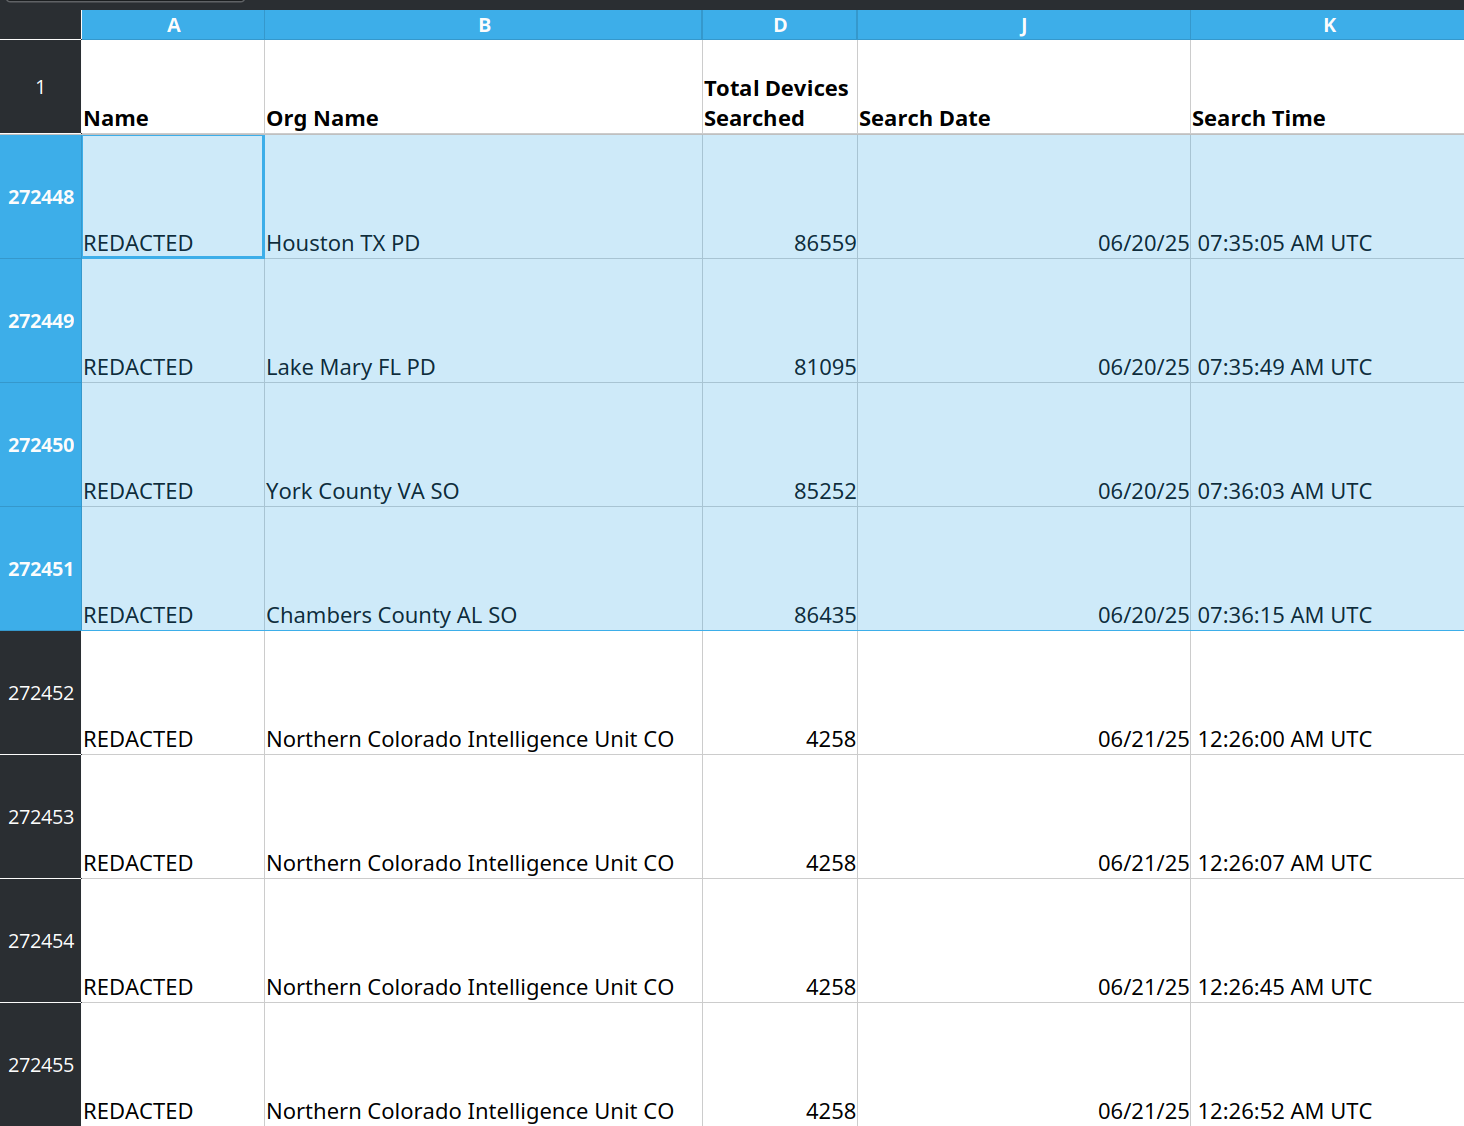 A B D J K
1 Name Org Name Total Devices Searched Search Date Search Time
272448 REDACTED Houston TX PD 86559 06/20/25 07:35:05 AM UTC
272449 REDACTED Lake Mary FL PD 81095 06/20/25 07:35:49 AM UTC
272450 REDACTED York County VA SO 85252 06/20/25 07:36:03 AM UTC
272451 REDACTED Chambers County AL SO 86435 06/20/25 07:36:15 AM UTC
272452 REDACTED Northern Colorado Intelligence Unit CO 4258 06/21/25 12:26:00 AM UTC
272453 REDACTED Northern Colorado Intelligence Unit CO 4258 06/21/25 12:26:07 AM UTC
272454 REDACTED Northern Colorado Intelligence Unit CO 4258 06/21/25 12:26:45 AM UTC
272455 REDACTED Northern Colorado Intelligence Unit CO 4258 06/21/25 12:26:52 AM UTC